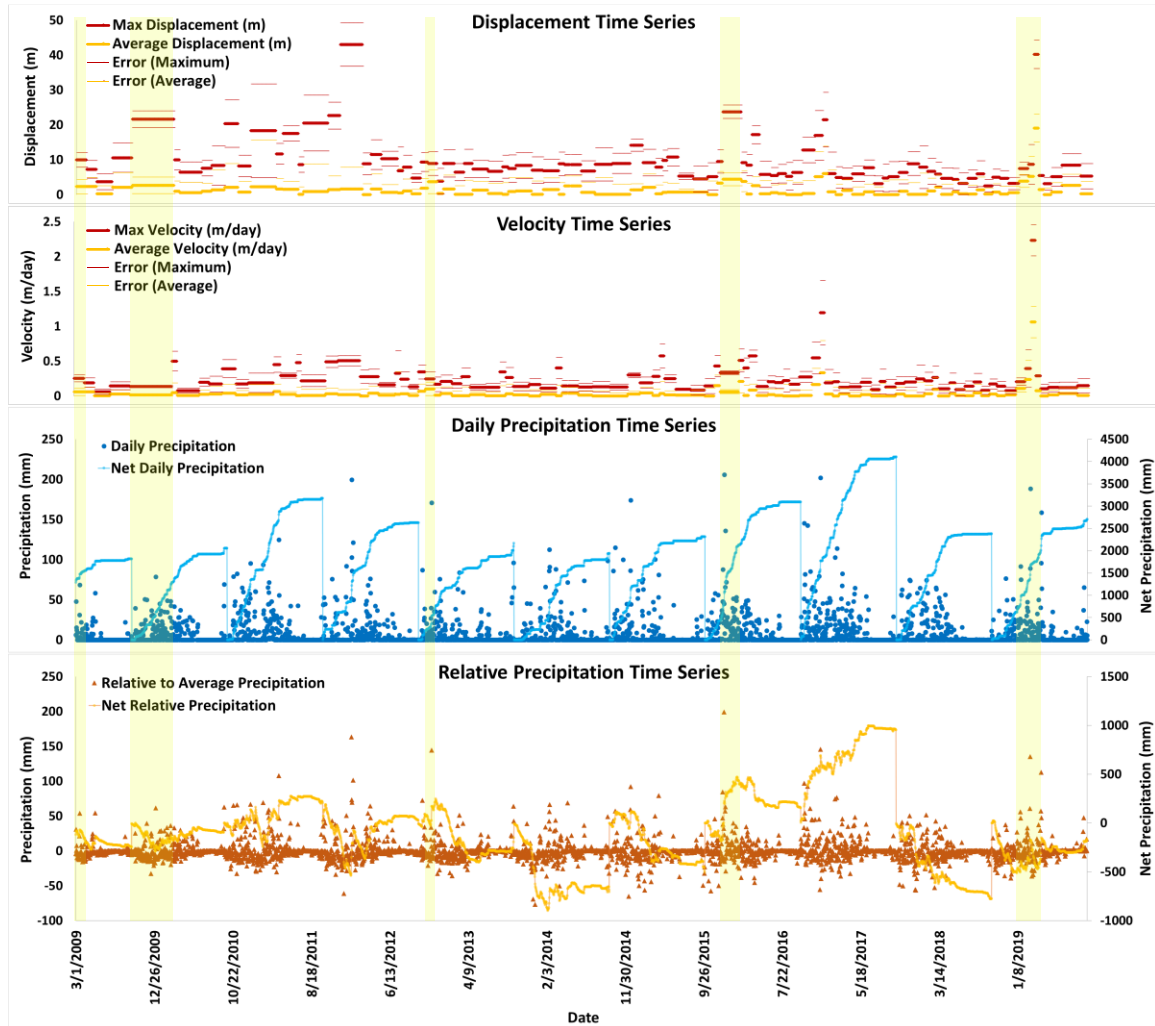 Displacement Time Series
Max Displacement (m)
Average Displacement (m)
Error (Maximum)
Error (Average)
Displacement (m)
50
40
30
20
10
0
Velocity Time Series
Max Velocity (m/day)
Average Velocity (m/day)
Error (Maximum)
Error (Average)
Velocity (m/day)
2.5
2
1.5
1
0.5
0
Daily Precipitation Time Series
Daily Precipitation
Net Daily Precipitation
Precipitation (mm)
250
200
150
100
50
0
4500
4000
3500
3000
2500
2000
1500
1000
500
0
Net Precipitation (mm)
Relative Precipitation Time Series
Relative to Average Precipitation
Net Relative Precipitation
Precipitation (mm)
250
200
150
100
50
0
-50
-100
1500
1000
500
0
-500
-1000
Net Precipitation (mm)
3/1/2009
12/26/2009
10/22/2010
8/18/2011
6/13/2012
4/9/2013
2/3/2014
11/30/2014
9/26/2015
7/22/2016
5/18/2017
3/14/2018
1/8/2019
Date